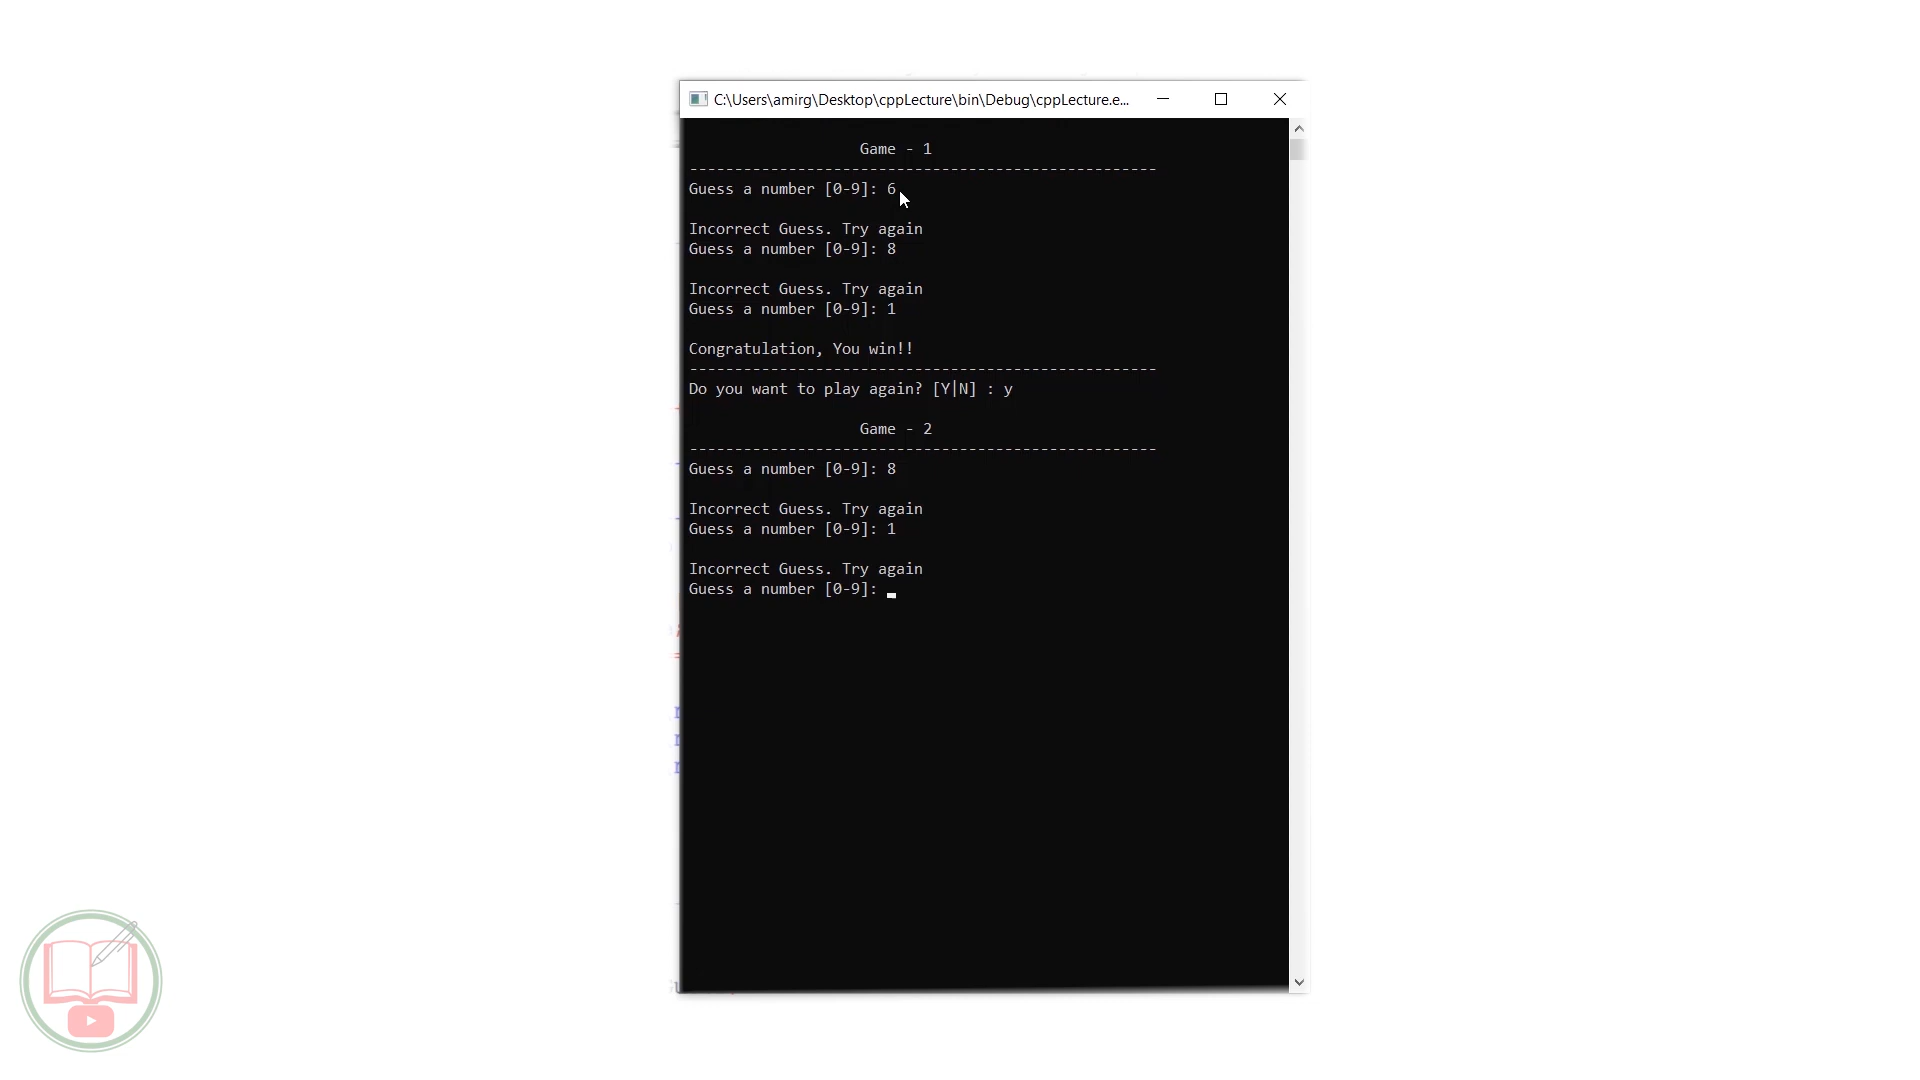 C:\Users\amirg\Desktop\cppLecture\bin\Debug\cppLecture.e...
Game - 1
----------------------------------------------------
Guess a number [0-9]: 6
Incorrect Guess. Try again
Guess a number [0-9]: 8
Incorrect Guess. Try again
Guess a number [0-9]: 1
Congratulation, You win!!
----------------------------------------------------
Do you want to play again? [Y|N] : y
Game - 2
----------------------------------------------------
Guess a number [0-9]: 8
Incorrect Guess. Try again
Guess a number [0-9]: 1
Incorrect Guess. Try again
Guess a number [0-9]: